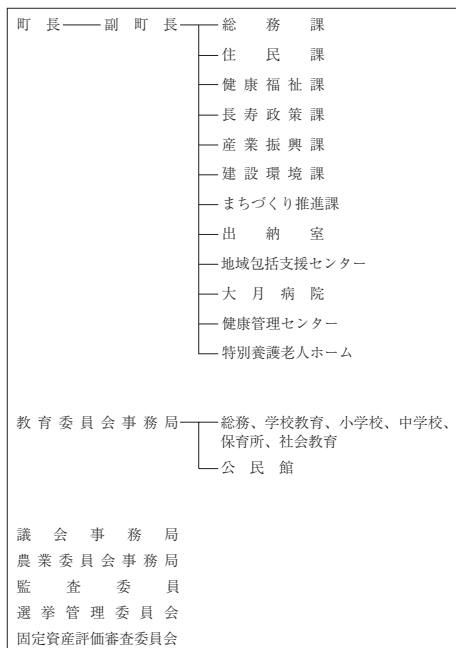 町長 副町長 総務課
住民課
健康福祉課
長寿政策課
産業振興課
建設環境課
まちづくり推進課
出納室
地域包括支援センター
大月病院
健康管理センター
特別養護老人ホーム
教育委員会事務局 総務、学校教育、小学校、中学校、
保育所、社会教育
公民館
議会事務局
農業委員会事務局
監査委員
選挙管理委員会
固定資産評価審査委員会